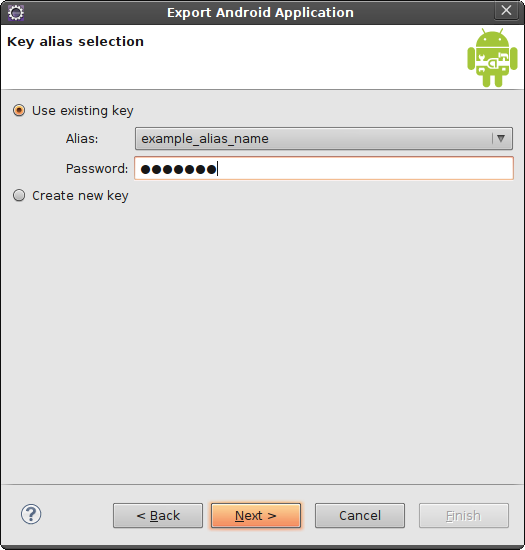 Export Android Application
Key alias selection
Use existing key
Alias: example_alias_name
Password: ●●●●●●●
Create new key
? < Back Next > Cancel Finish